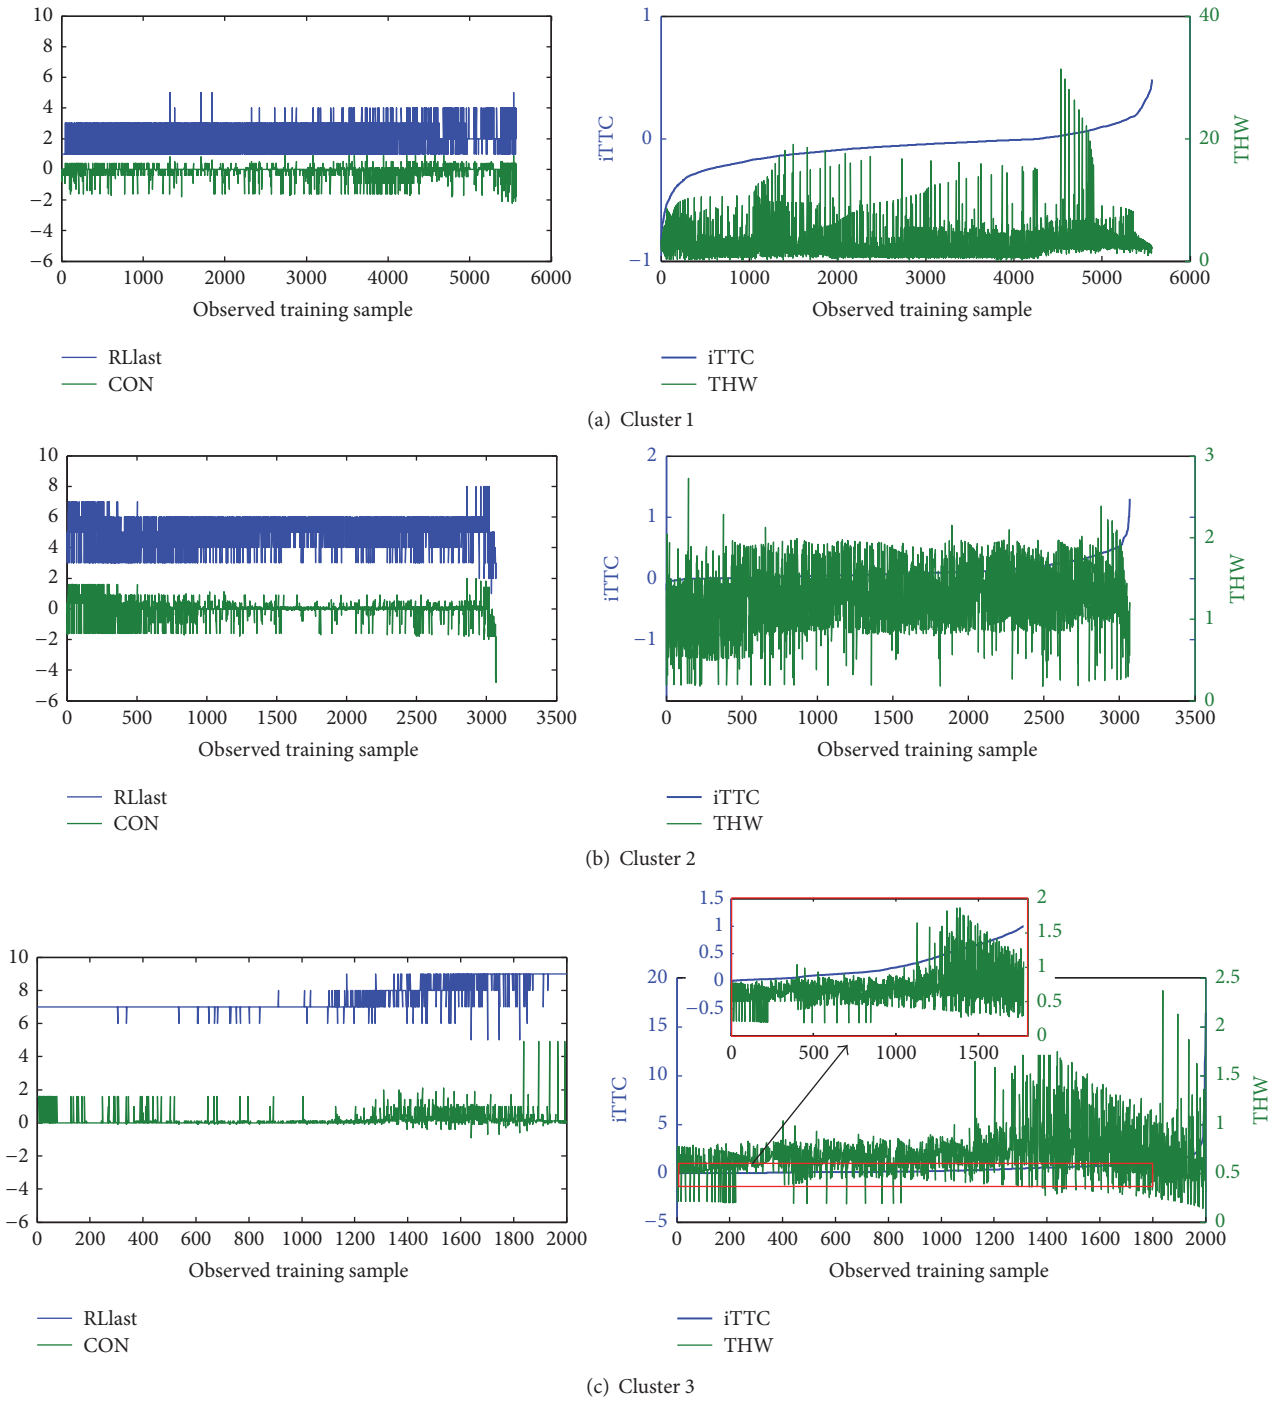 10
8
6
4
2
0
−2
−4
−6
0 1000 2000 3000 4000 5000 6000
Observed training sample
RLlast
CON
1
0
−1
iTTC
40
20
0
THW
0 1000 2000 3000 4000 5000 6000
Observed training sample
iTTC
THW
(a) Cluster 1
10
8
6
4
2
0
−2
−4
−6
0 500 1000 1500 2000 2500 3000 3500
Observed training sample
RLlast
CON
2
1
0
−1
iTTC
3
2
1
0
THW
0 500 1000 1500 2000 2500 3000 3500
Observed training sample
iTTC
THW
(b) Cluster 2
10
8
6
4
2
0
−2
−4
−6
0 200 400 600 800 1000 1200 1400 1600 1800 2000
Observed training sample
RLlast
CON
1.5
1
0.5
0
−0.5
2
1.5
1
0.5
0
0 500 1000 1500
20
15
10
5
0
−5
iTTC
2.5
2
1.5
1
0.5
0
THW
0 200 400 600 800 1000 1200 1400 1600 1800 2000
Observed training sample
iTTC
THW
(c) Cluster 3